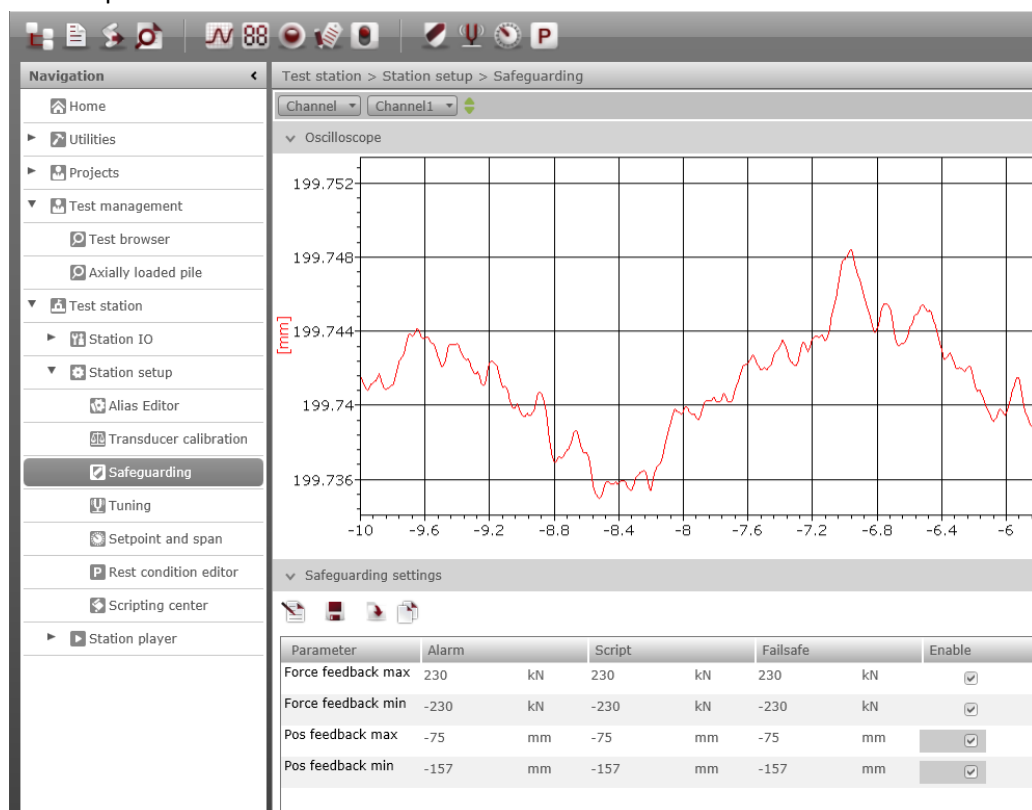 88
P
Navigation
Test station > Station setup > Safeguarding
Home
Channel Channel1
Utilities
Oscilloscope
Projects
Test management
Test browser
Axially loaded pile
Test station
Station IO
Station setup
Alias Editor
Transducer calibration
Safeguarding
Tuning
Setpoint and span
P Rest condition editor
Scripting center
Station player
199.752
199.748
199.744
199.74
199.736
[mm]
-10 -9.6 -9.2 -8.8 -8.4 -8 -7.6 -7.2 -6.8 -6.4 -6
Safeguarding settings
Parameter Alarm Script Failsafe Enable
Force feedback max 230 kN 230 kN 230 kN
Force feedback min -230 kN -230 kN -230 kN
Pos feedback max -75 mm -75 mm -75 mm
Pos feedback min -157 mm -157 mm -157 mm